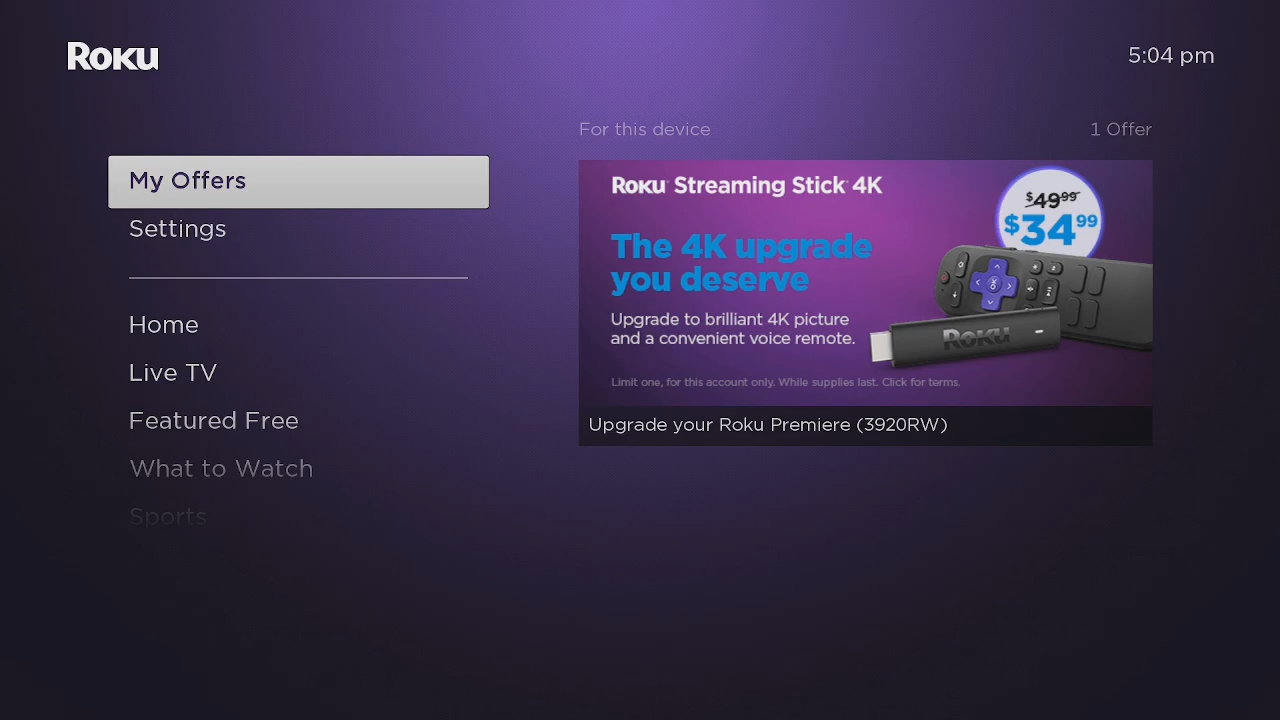 Roku
5:04 pm
My Offers
Settings
Home
Live TV
Featured Free
What to Watch
Sports
For this device
1 Offer
Roku Streaming Stick 4K
$49.99
$34.99
The 4K upgrade
you deserve
Upgrade to brilliant 4K picture
and a convenient voice remote.
OK
Roku
Limit one, for this account only. While supplies last. Click for terms.
Upgrade your Roku Premiere (3920RW)